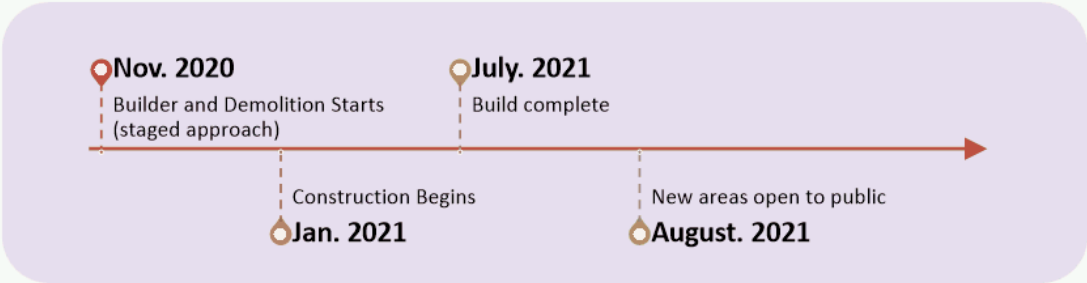 Nov. 2020
Builder and Demolition Starts
(staged approach)
July. 2021
Build complete
Construction Begins
Jan. 2021
New areas open to public
August. 2021